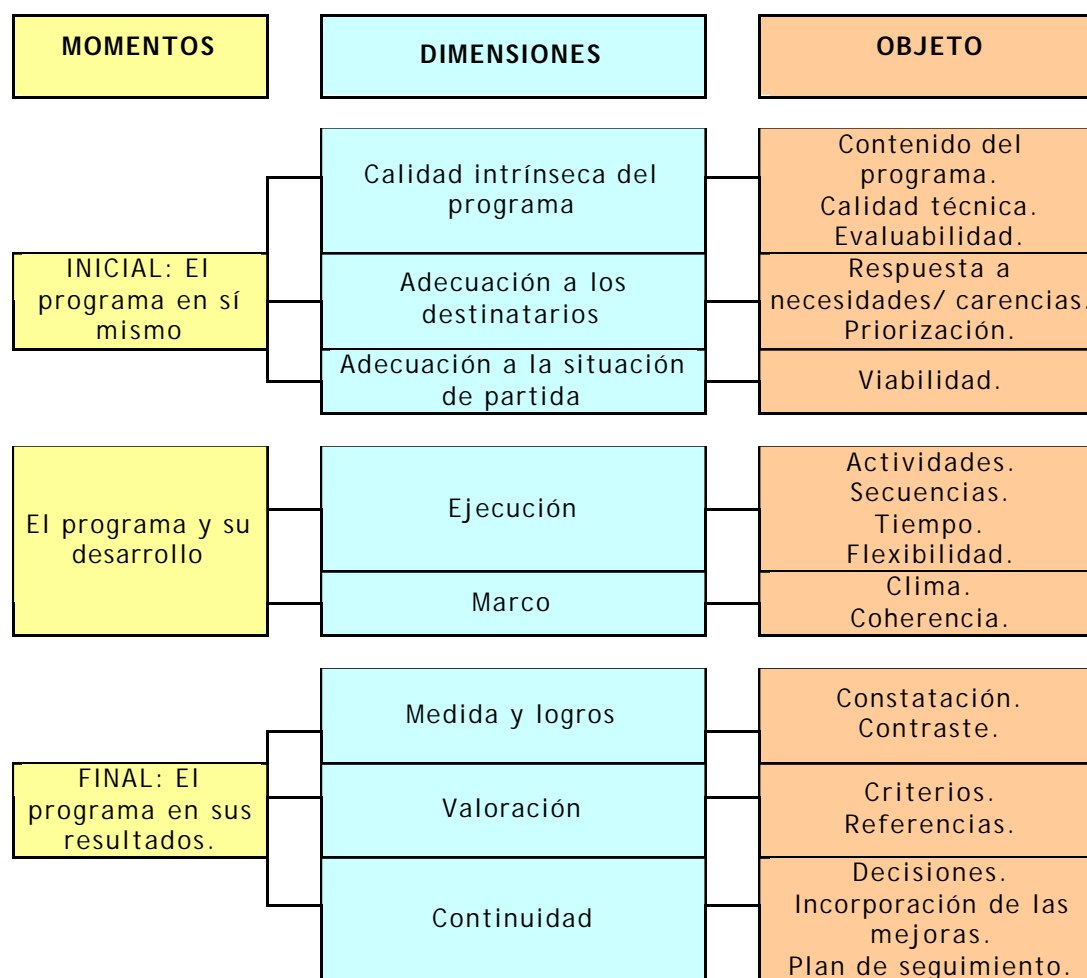 MOMENTOS
DIMENSIONES
OBJETO
INICIAL: El
programa en sí
mismo
Calidad intrínseca del
programa
Contenido del
programa.
Calidad técnica.
Evaluabilidad.
Adecuación a los
destinatarios
Respuesta a
necesidades/ carencias.
Priorización.
Adecuación a la situación
de partida
Viabilidad.
El programa y su
desarrollo
Ejecución
Actividades.
Secuencias.
Tiempo.
Flexibilidad.
Marco
Clima.
Coherencia.
FINAL: El
programa en sus
resultados.
Medida y logros
Constatación.
Contraste.
Valoración
Criterios.
Referencias.
Continuidad
Decisiones.
Incorporación de las
mejoras.
Plan de seguimiento.